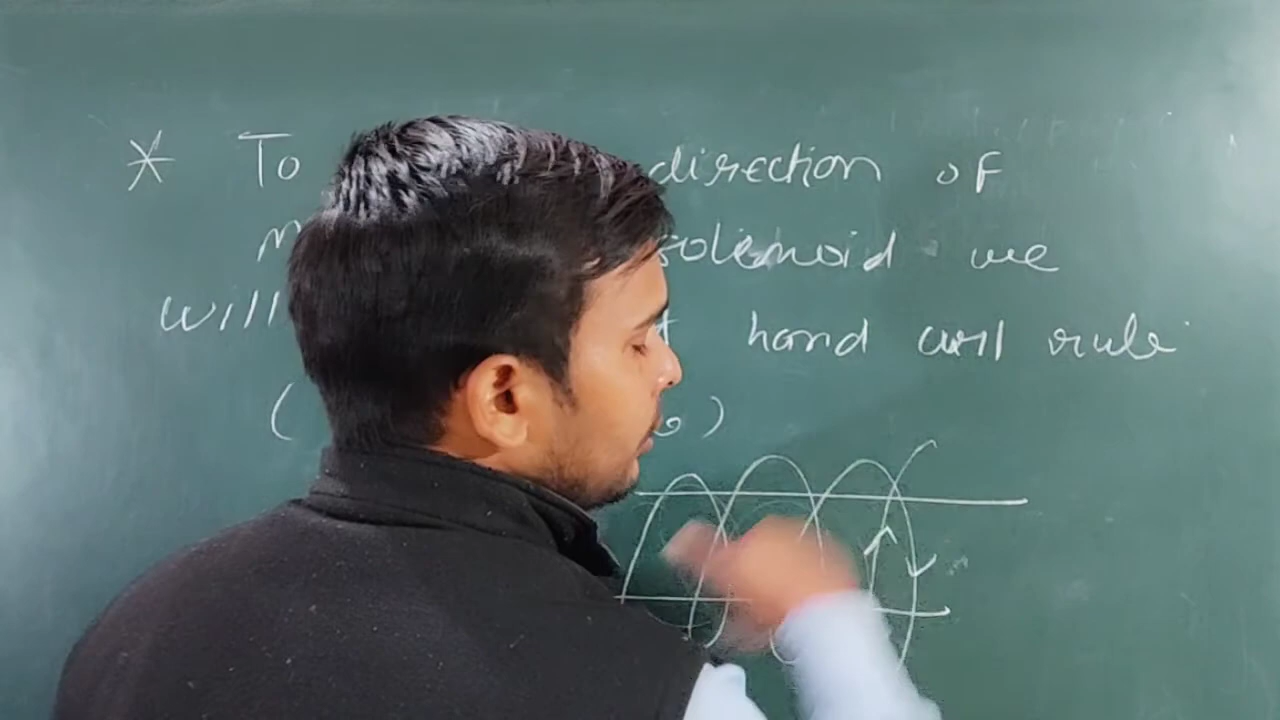 * To direction of
solenoid we
will hand curl rule
( )